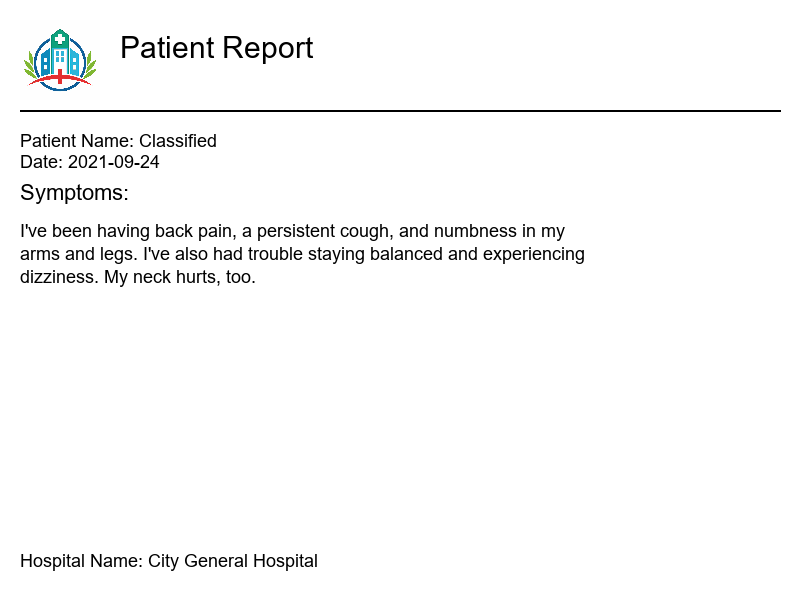 Patient Report
Patient Name: Classified
Date: 2021-09-24
Symptoms:
I've been having back pain, a persistent cough, and numbness in my
arms and legs. I've also had trouble staying balanced and experiencing
dizziness. My neck hurts, too.
Hospital Name: City General Hospital